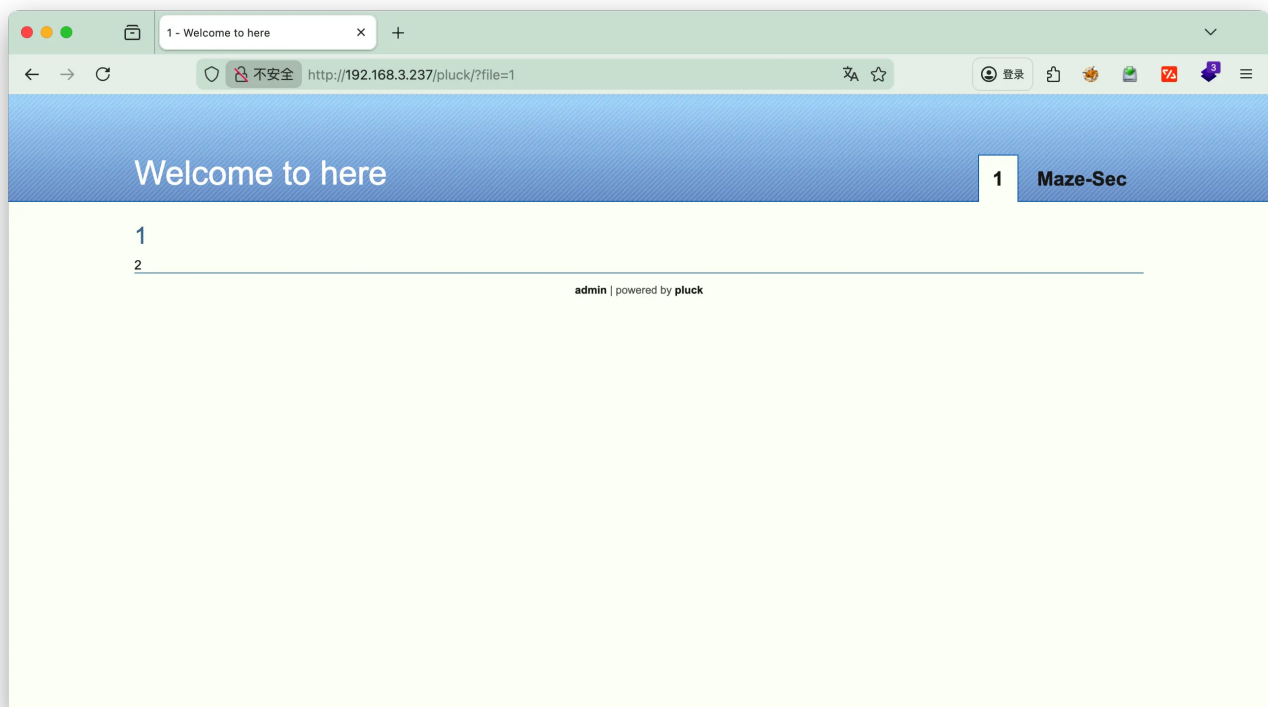 1 - Welcome to here
不安全 http://192.168.3.237/pluck/?file=1
登录
3
Welcome to here
1 Maze-Sec
1
2
admin | powered by pluck